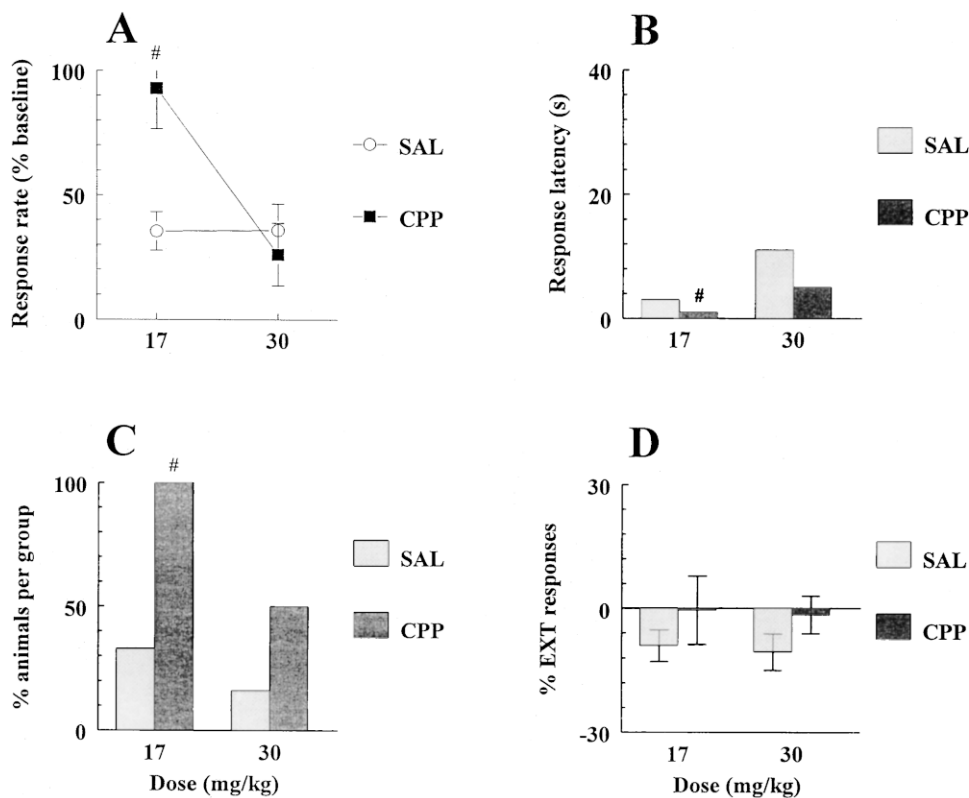 A
#
Response rate (% baseline)
100
50
0
17
30
SAL
CPP
B
Response latency (s)
40
20
0
#
17
30
SAL
CPP
C
#
% animals per group
100
50
0
17
30
Dose (mg/kg)
SAL
CPP
D
% EXT responses
30
0
-30
17
30
Dose (mg/kg)
SAL
CPP